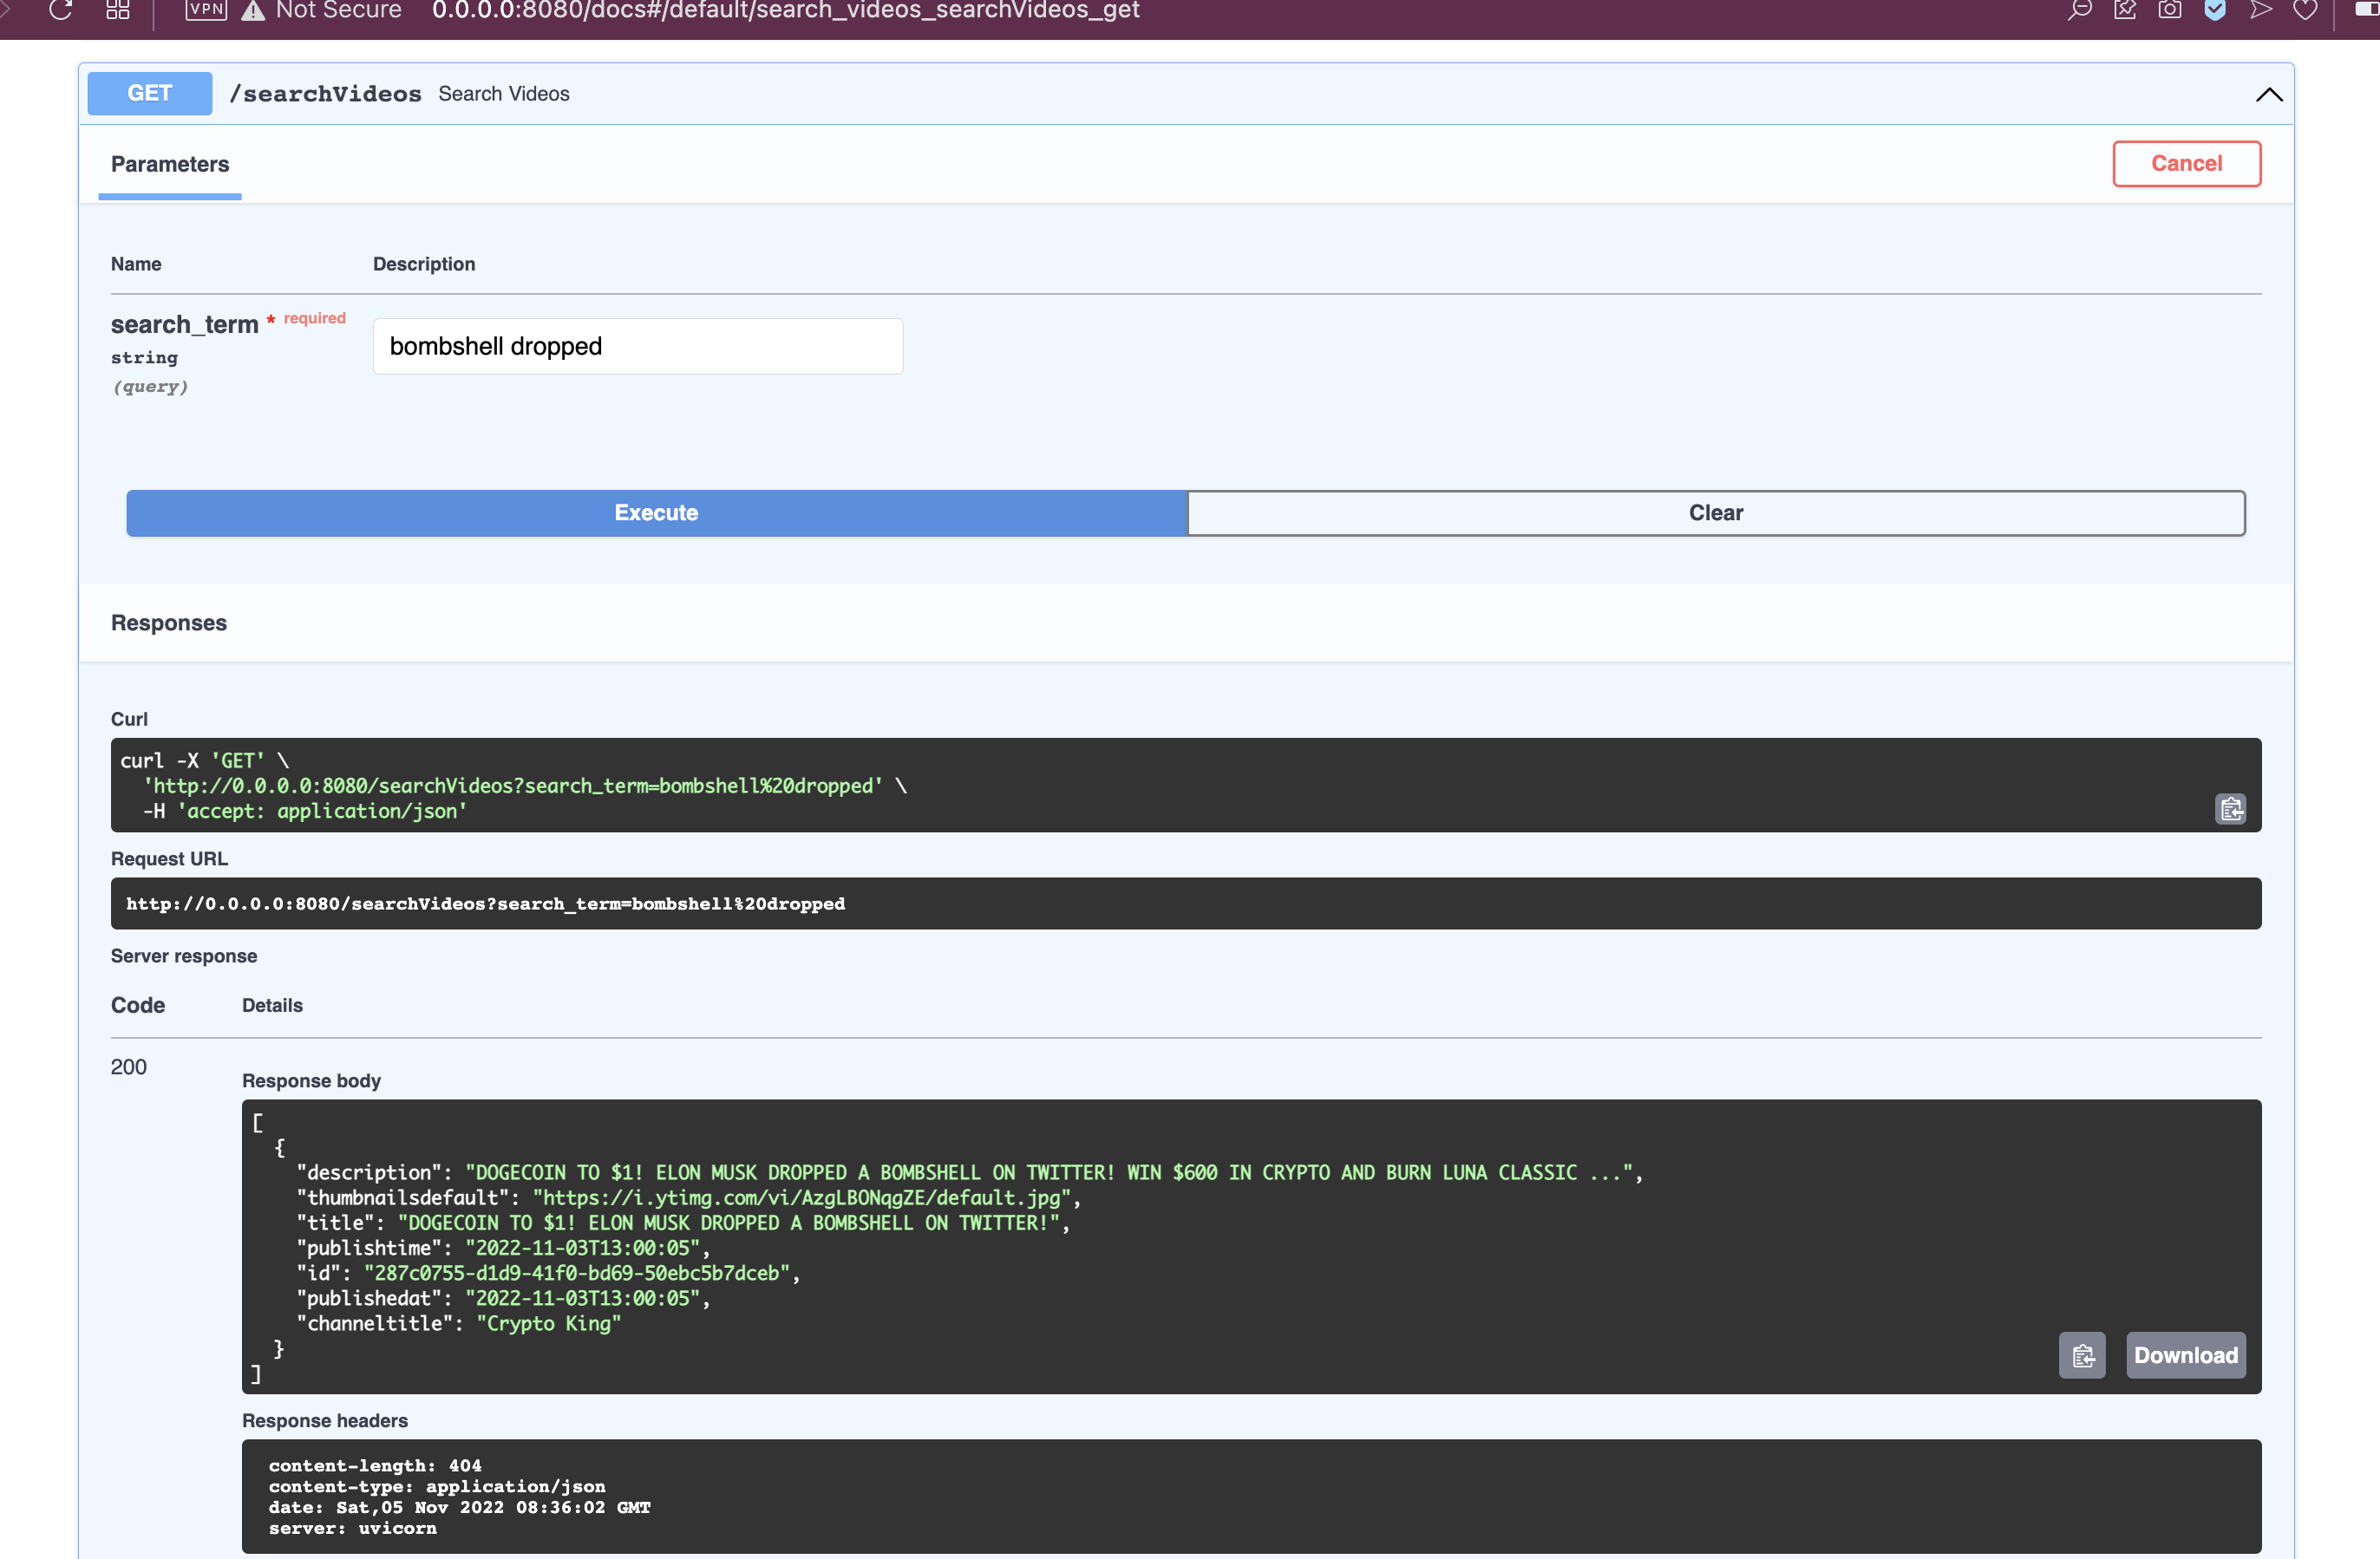 VPN Not Secure 0.0.0.0:8080/docs#/default/search_videos_searchVideos_get
GET /searchVideos Search Videos
Parameters
Cancel
Name Description
search_term * required
string
(query)
bombshell dropped
Execute
Clear
Responses
Curl
curl -X 'GET' \
'http://0.0.0.0:8080/searchVideos?search_term=bombshell%20dropped' \
-H 'accept: application/json'
Request URL
http://0.0.0.0:8080/searchVideos?search_term=bombshell%20dropped
Server response
Code Details
200
Response body
[
{
"description": "DOGECOIN TO $1! ELON MUSK DROPPED A BOMBSHELL ON TWITTER! WIN $600 IN CRYPTO AND BURN LUNA CLASSIC ...",
"thumbnailsdefault": "https://i.ytimg.com/vi/AzgLBONqgZE/default.jpg",
"title": "DOGECOIN TO $1! ELON MUSK DROPPED A BOMBSHELL ON TWITTER!",
"publishtime": "2022-11-03T13:00:05",
"id": "287c0755-d1d9-41f0-bd69-50ebc5b7dceb",
"publishedat": "2022-11-03T13:00:05",
"channeltitle": "Crypto King"
}
]
Download
Response headers
content-length: 404
content-type: application/json
date: Sat,05 Nov 2022 08:36:02 GMT
server: uvicorn